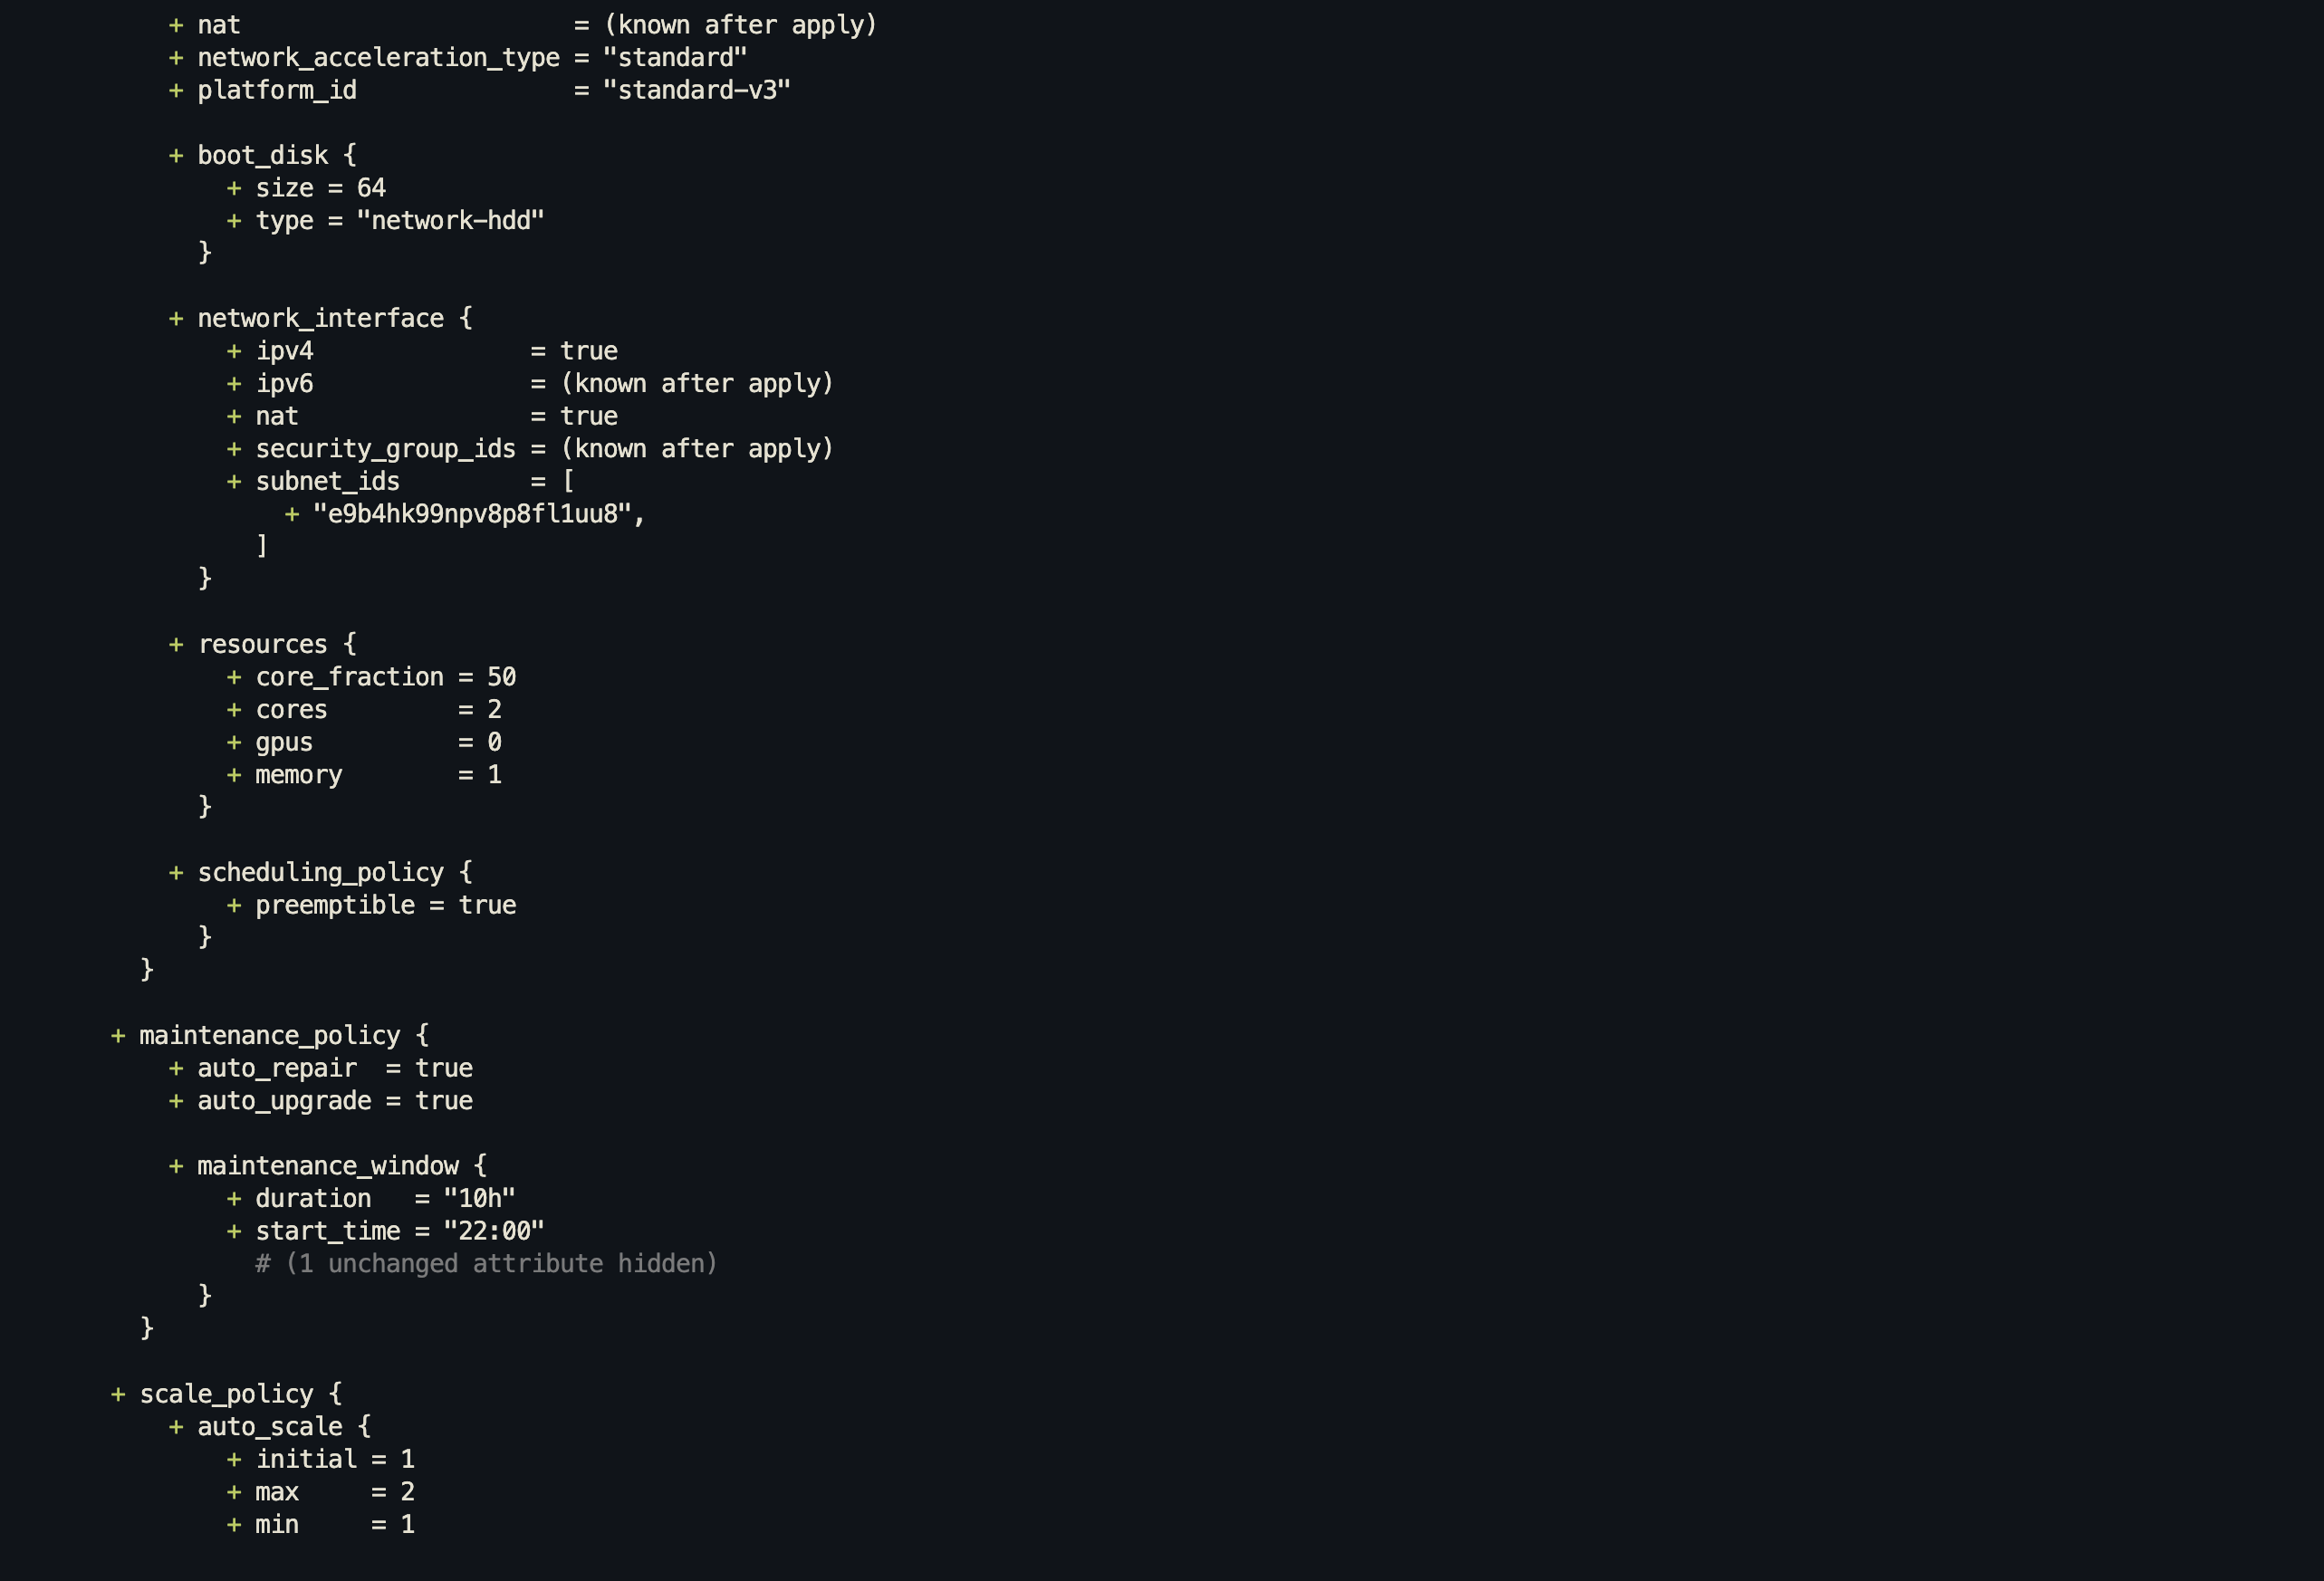 + nat                       = (known after apply)
+ network_acceleration_type = "standard"
+ platform_id               = "standard-v3"
+ boot_disk {
+ size = 64
+ type = "network-hdd"
}
+ network_interface {
+ ipv4               = true
+ ipv6               = (known after apply)
+ nat                = true
+ security_group_ids = (known after apply)
+ subnet_ids         = [
+ "e9b4hk99npv8p8fl1uu8",
]
}
+ resources {
+ core_fraction = 50
+ cores         = 2
+ gpus          = 0
+ memory        = 1
}
+ scheduling_policy {
+ preemptible = true
}
}
+ maintenance_policy {
+ auto_repair  = true
+ auto_upgrade = true
+ maintenance_window {
+ duration   = "10h"
+ start_time = "22:00"
# (1 unchanged attribute hidden)
}
}
+ scale_policy {
+ auto_scale {
+ initial = 1
+ max     = 2
+ min     = 1